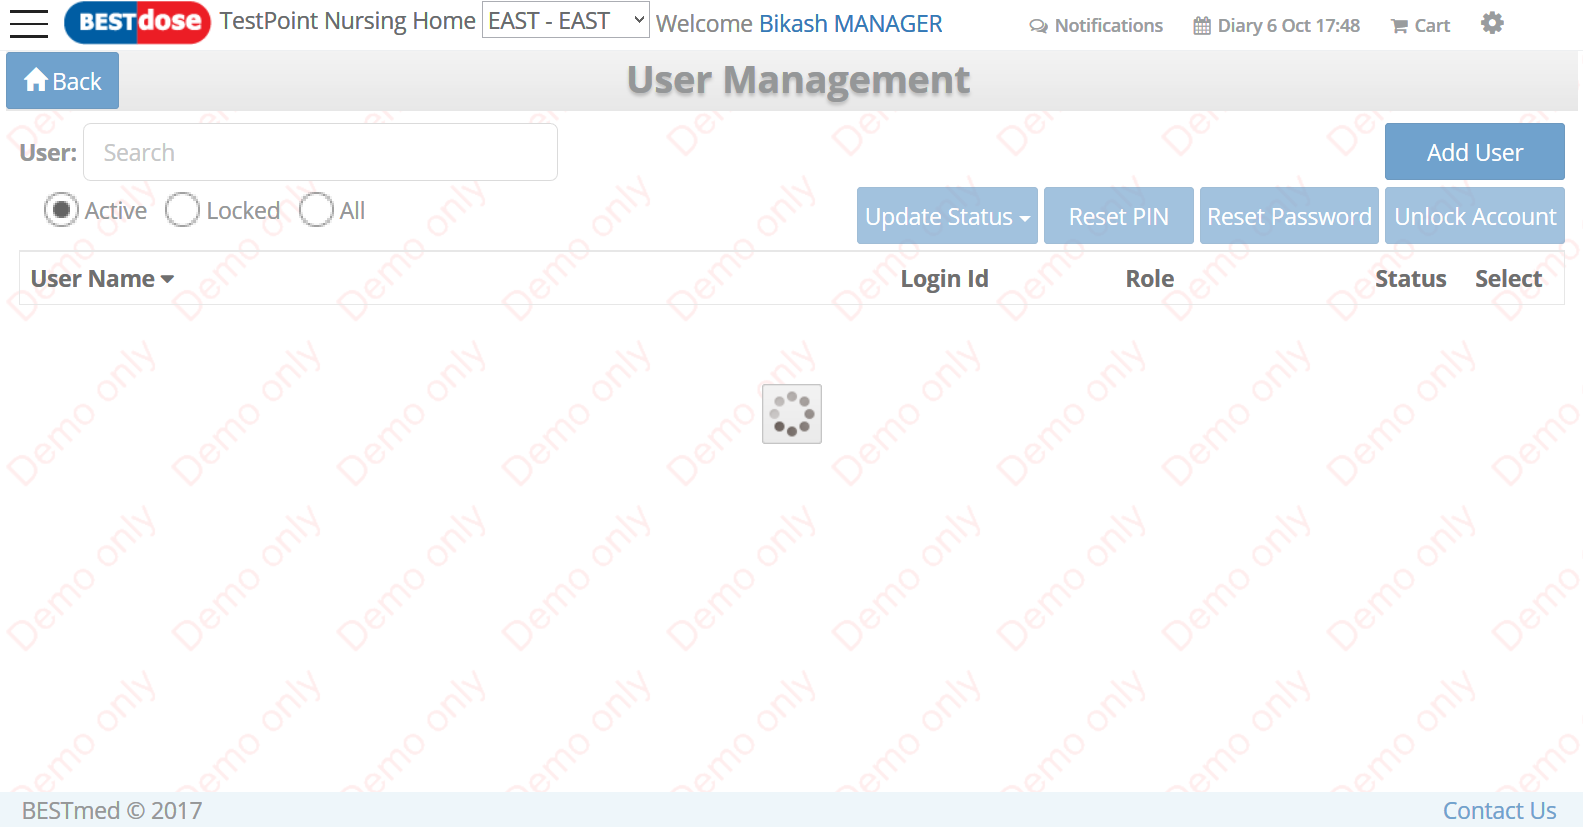 BESTdose TestPoint Nursing Home EAST - EAST Welcome Bikash MANAGER Notifications Diary 6 Oct 17:48 Cart
Back User Management
User: Search Add User
Active Locked All Update Status Reset PIN Reset Password Unlock Account
User Name Login Id Role Status Select
Demo only
BESTmed © 2017 Contact Us